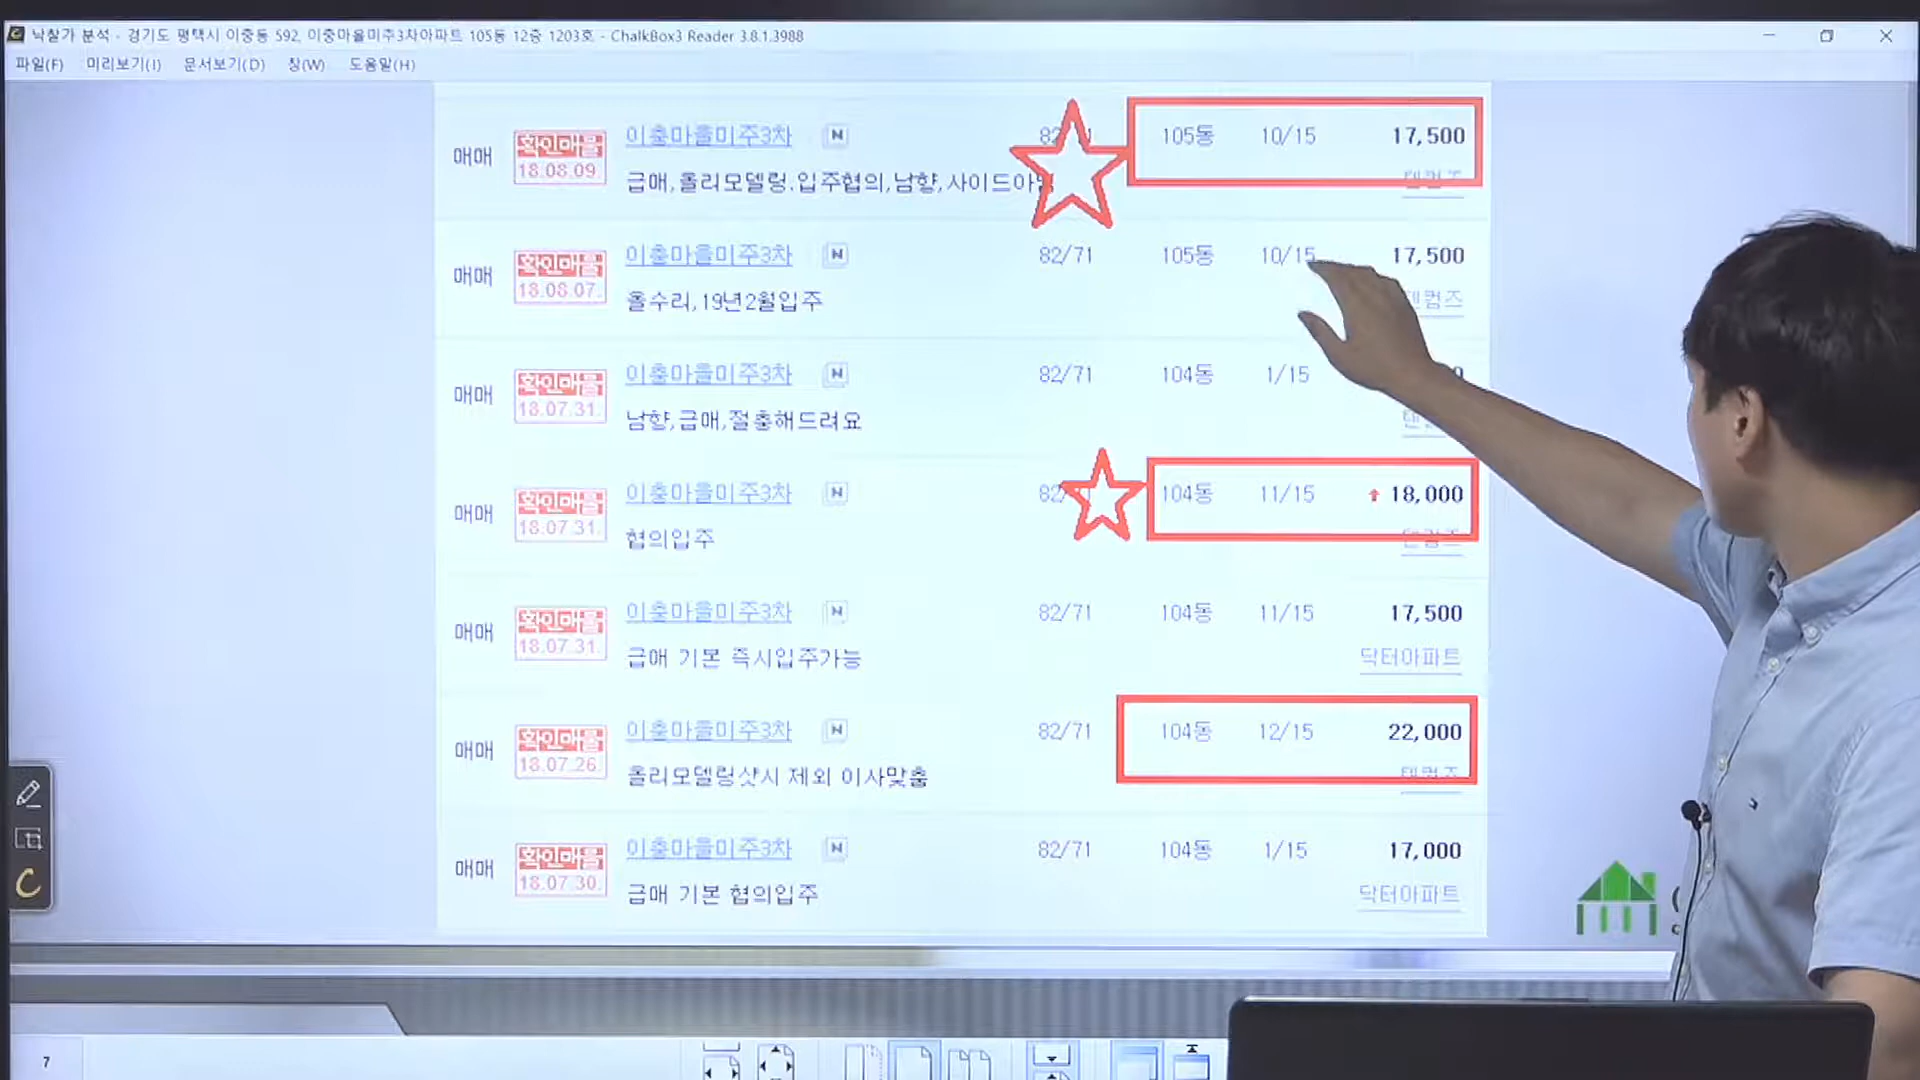 낙찰가 분석 - 경기도 평택시 이충동 592, 이충마을미주3차아파트 105동 12층 1203호 - ChalkBox3 Reader 3.8.1.3988
파일(F) 미리보기(I) 문서보기(D) 창(W) 도움말(H)
매매 확인매물 이충마을미주3차 N 105동 10/15 17,500
18.08.09. 급매,올리모델링.입주협의,남향,사이드아님 텐컴즈
매매 확인매물 이충마을미주3차 N 82/71 105동 10/15 17,500
18.08.07. 올수리,19년2월입주 텐컴즈
매매 확인매물 이충마을미주3차 N 82/71 104동 1/15
18.07.31. 남향,급매,절충해드려요
매매 확인매물 이충마을미주3차 N 104동 11/15 18,000
18.07.31. 협의입주 텐컴즈
매매 확인매물 이충마을미주3차 N 82/71 104동 11/15 17,500
18.07.31. 급매 기본 즉시입주가능 닥터아파트
매매 확인매물 이충마을미주3차 N 82/71 104동 12/15 22,000
18.07.26. 올리모델링샷시 제외 이사맞춤 텐컴즈
매매 확인매물 이충마을미주3차 N 82/71 104동 1/15 17,000
18.07.30. 급매 기본 협의입주 닥터아파트
7